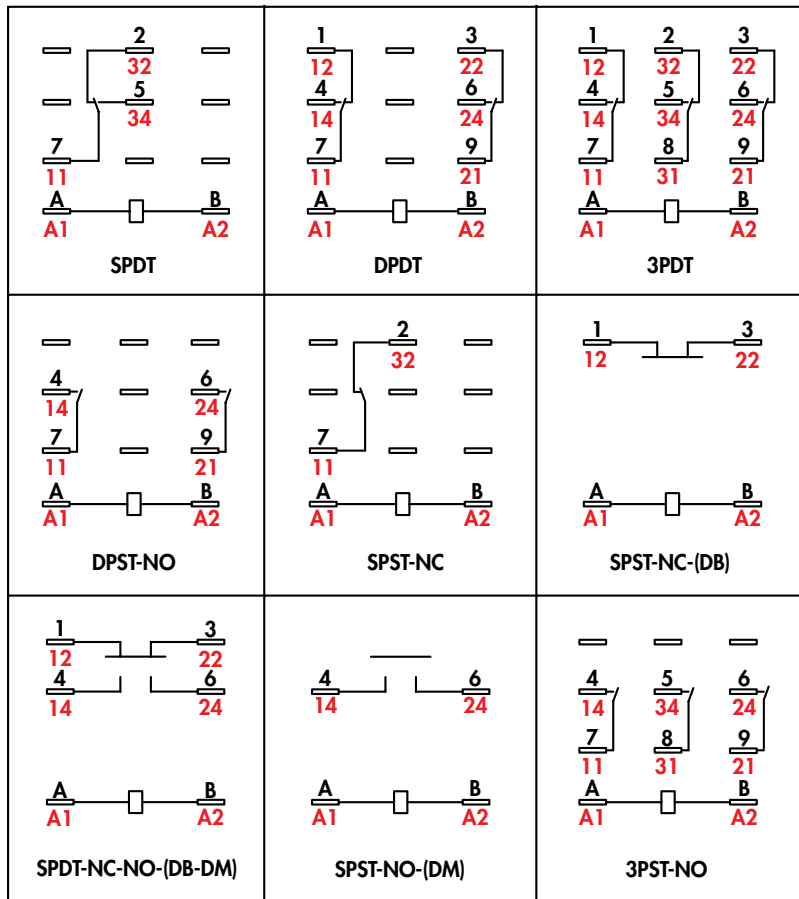 2
32
5
34
7
11
A B
A1 A2
SPDT
1 3
12 22
4 6
14 24
7 9
11 21
A B
A1 A2
DPDT
1 2 3
12 32 22
4 5 6
14 34 24
7 8 9
11 31 21
A B
A1 A2
3PDT
4 6
14 24
7 9
11 21
A B
A1 A2
DPST-NO
2
32
7
11
A B
A1 A2
SPST-NC
1 3
12 22
A B
A1 A2
SPST-NC-(DB)
1 3
12 22
4 6
14 24
A B
A1 A2
SPDT-NC-NO-(DB-DM)
4 6
14 24
A B
A1 A2
SPST-NO-(DM)
4 5 6
14 34 24
7 8 9
11 31 21
A B
A1 A2
3PST-NO